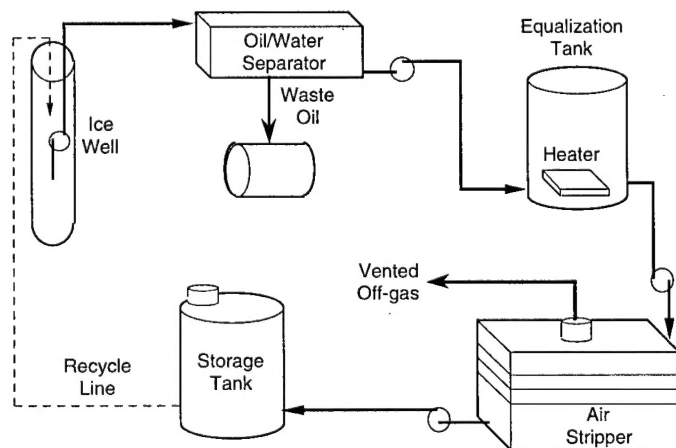 Oil/Water
Separator
Equalization
Tank
Waste
Oil
Ice
Well
Heater
Vented
Off-gas
Storage
Tank
Recycle
Line
Air
Stripper